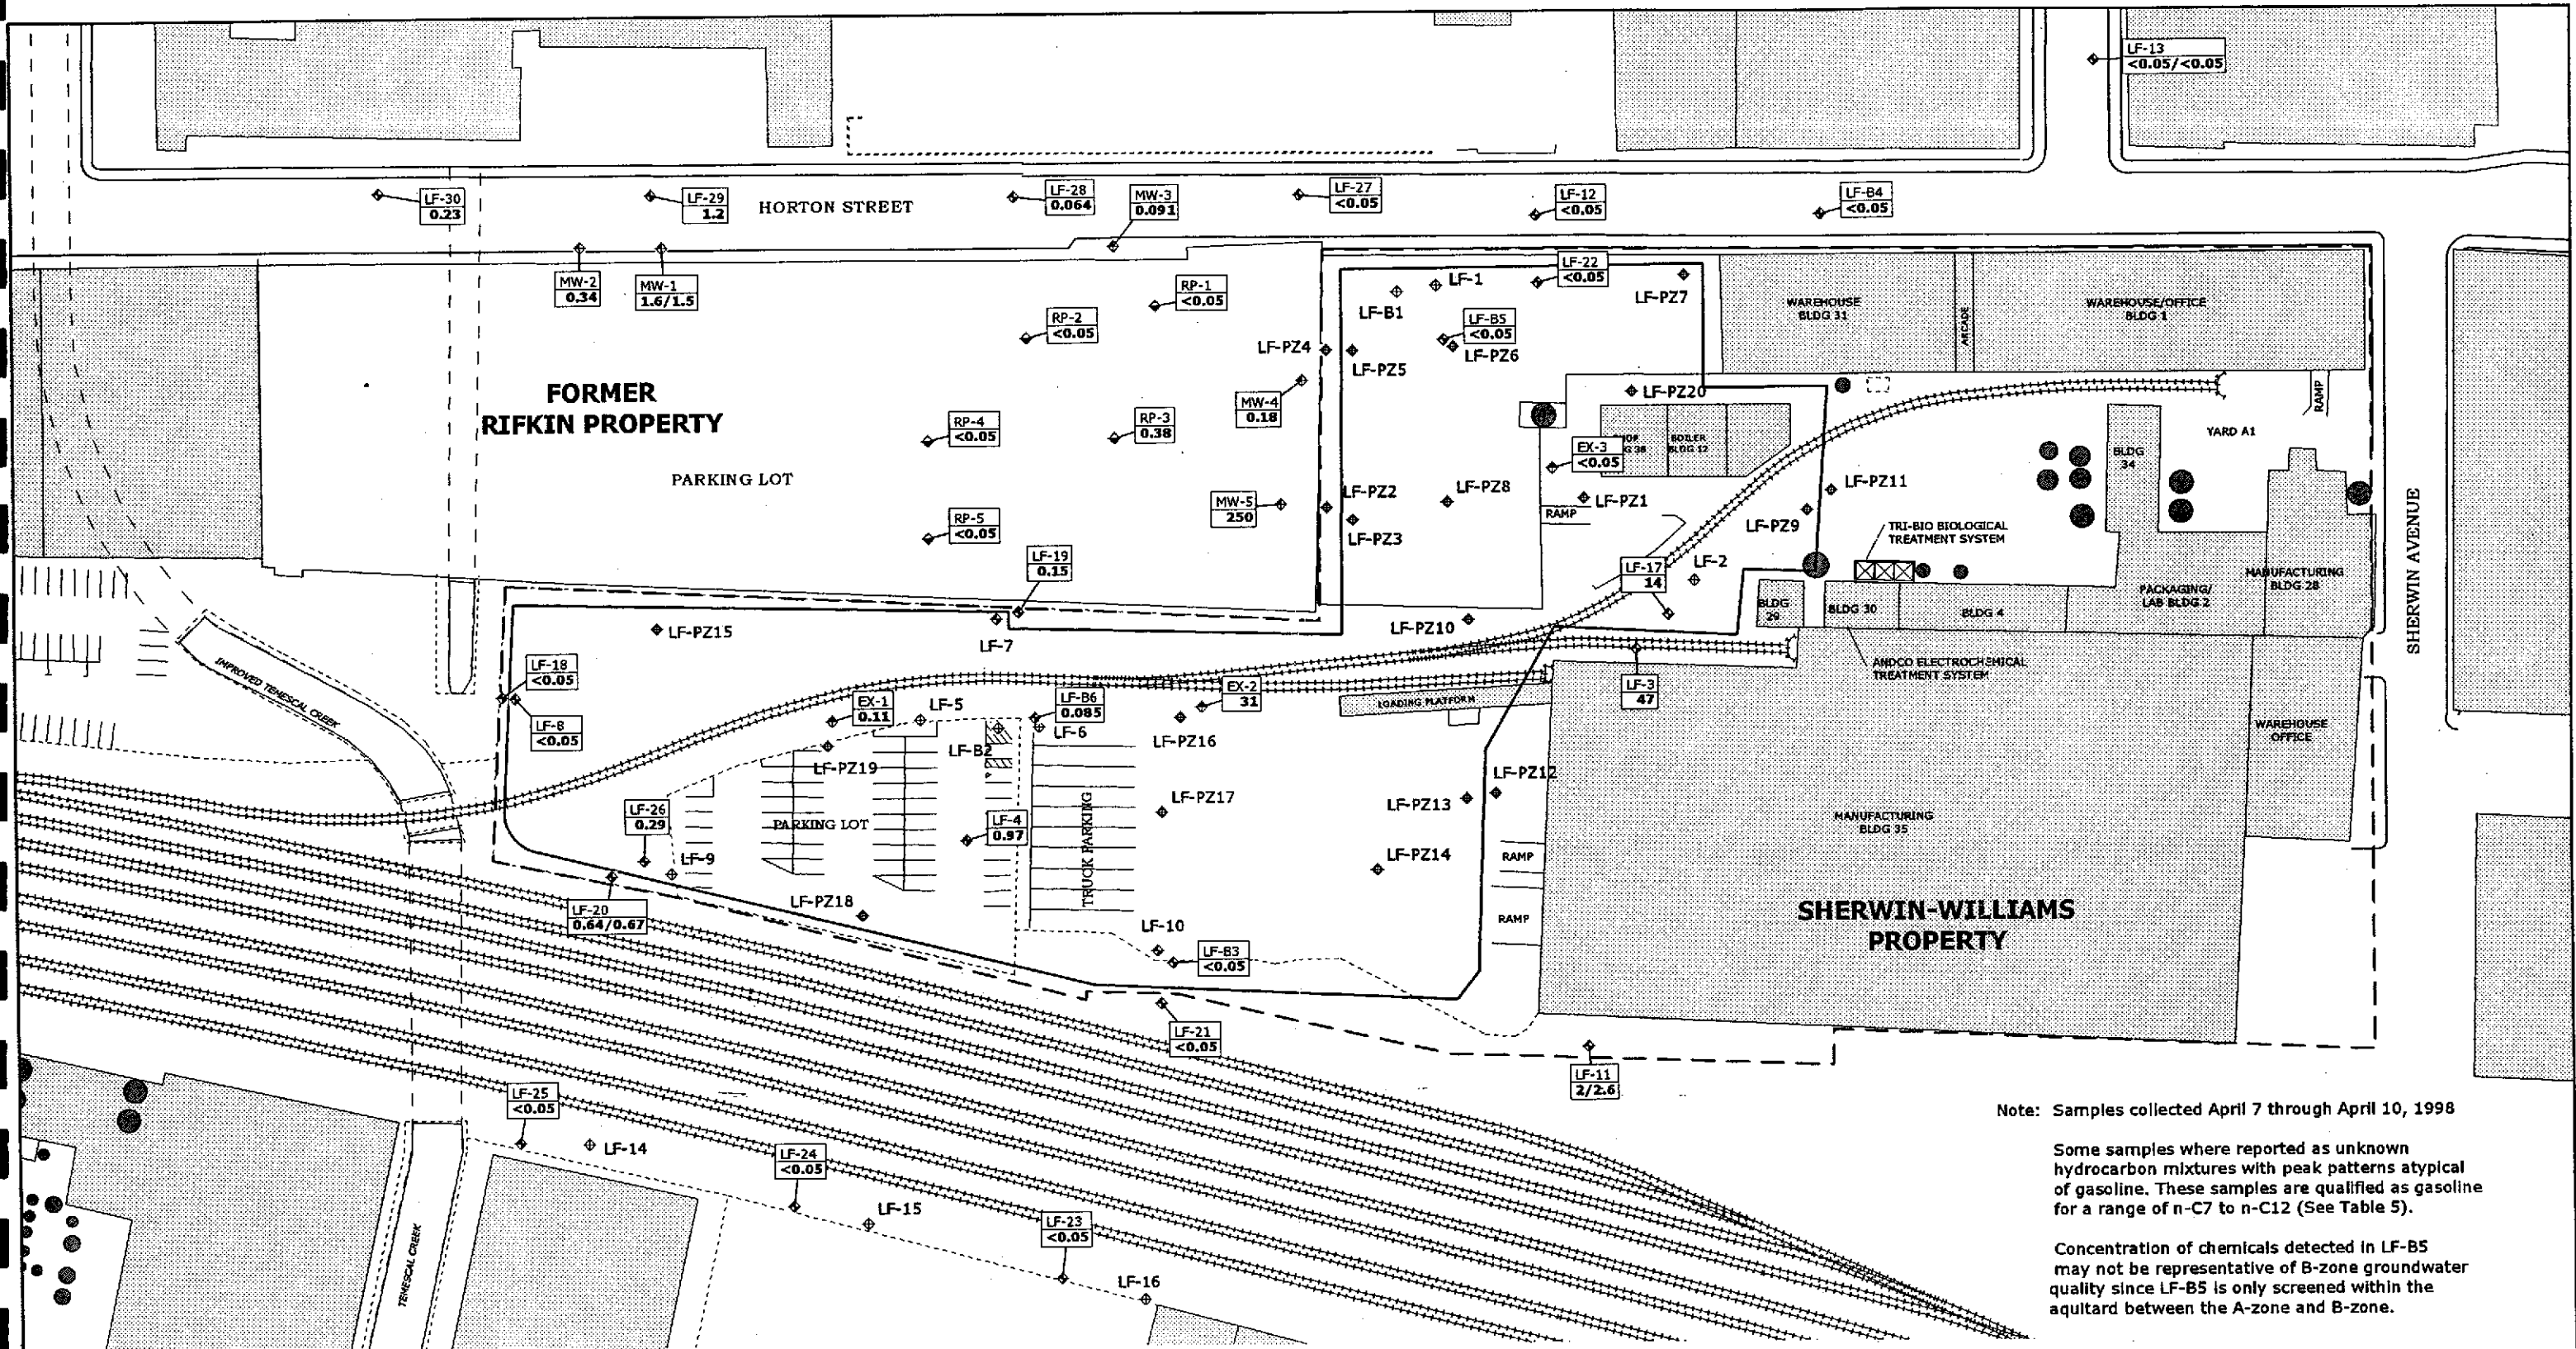 LF-13
<0.05/<0.05
LF-30
0.23
LF-29
1.2
HORTON STREET
LF-28
0.064
MW-3
0.091
LF-27
<0.05
LF-12
<0.05
LF-B4
<0.05
MW-2
0.34
MW-1
1.6/1.5
RP-1
<0.05
RP-2
<0.05
LF-1
LF-B1
LF-22
<0.05
LF-PZ7
LF-B5
<0.05
LF-PZ6
LF-PZ4
LF-PZ5
WAREHOUSE
BLDG 31
ARCADE
WAREHOUSE/OFFICE
BLDG 1
FORMER
RIFKIN PROPERTY
PARKING LOT
MW-4
0.18
RP-4
<0.05
RP-3
0.38
LF-PZ20
BOILER
BLDG 12
EX-3
<0.05
RAMP
YARD A1
BLDG
34
MW-5
250
LF-PZ2
LF-PZ3
LF-PZ8
RAMP
LF-PZ1
LF-PZ11
LF-PZ9
RP-5
<0.05
LF-19
0.15
LF-17
14
LF-2
TRI-BIO BIOLOGICAL
TREATMENT SYSTEM
SHERWIN AVENUE
MANUFACTURING
BLDG 28
PACKAGING/
LAB BLDG 2
BLDG
29
BLDG 30
BLDG 4
ANDCO ELECTROCHEMICAL
TREATMENT SYSTEM
LF-PZ15
LF-7
LF-PZ10
IMPROVED TEMESCAL CREEK
LF-18
<0.05
LF-8
<0.05
EX-1
0.11
LF-5
LF-B6
0.085
LF-6
LF-B2
EX-2
31
LF-PZ16
LOADING PLATFORM
LF-3
47
WAREHOUSE
OFFICE
LF-PZ19
LF-PZ12
LF-PZ13
LF-PZ17
LF-26
0.29
PARKING LOT
LF-4
0.97
TRUCK PARKING
MANUFACTURING
BLDG 35
LF-9
LF-PZ14
RAMP
RAMP
LF-20
0.64/0.67
LF-PZ18
LF-10
LF-B3
<0.05
SHERWIN-WILLIAMS
PROPERTY
LF-21
<0.05
LF-11
2/2.6
LF-25
<0.05
LF-14
LF-24
<0.05
LF-15
LF-23
<0.05
LF-16
TEMESCAL CREEK
Note: Samples collected April 7 through April 10, 1998
Some samples where reported as unknown
hydrocarbon mixtures with peak patterns atypical
of gasoline. These samples are qualified as gasoline
for a range of n-C7 to n-C12 (See Table 5).
Concentration of chemicals detected in LF-B5
may not be representative of B-zone groundwater
quality since LF-B5 is only screened within the
aquitard between the A-zone and B-zone.